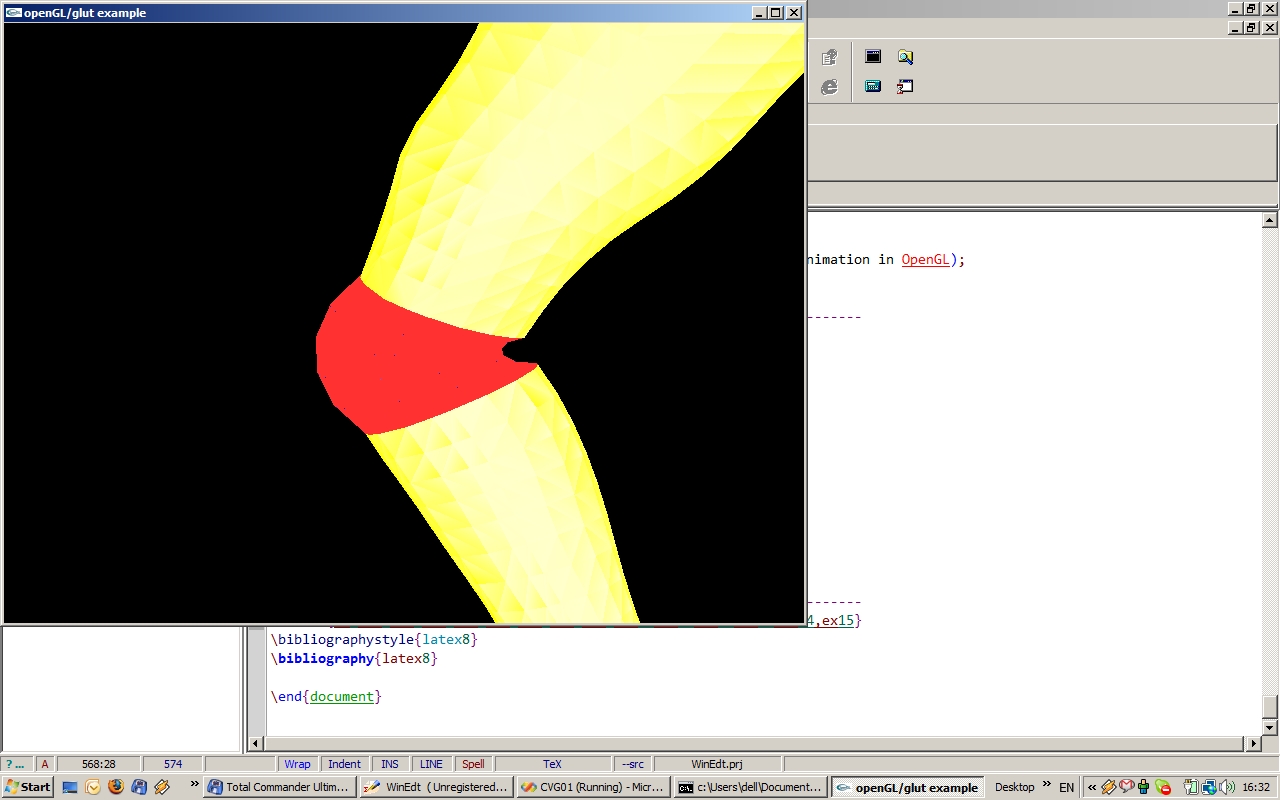 openGL/glut example
nimation in OpenGL);
-------
-------
4,ex15}
\bibliographystyle{latex8}
\bibliography{latex8}
\end{document}
? ... A 568:28 574 Wrap Indent INS LINE Spell TeX --src WinEdt.prj
Start » Total Commander Ultim... WinEdt ( Unregistered... CVG01 (Running) - Micr... c:\Users\dell\Document... openGL/glut example Desktop » EN « 16:32